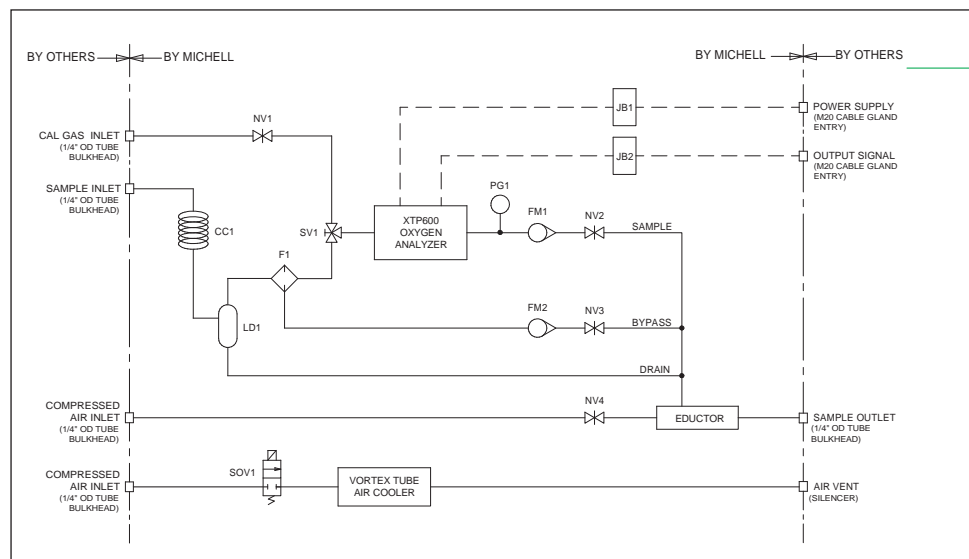 BY OTHERS
BY MICHELL
BY MICHELL
BY OTHERS
JB1
POWER SUPPLY
(M20 CABLE GLAND
ENTRY)
NV1
CAL GAS INLET
(1/4" OD TUBE
BULKHEAD)
JB2
OUTPUT SIGNAL
(M20 CABLE GLAND
ENTRY)
SAMPLE INLET
(1/4" OD TUBE
BULKHEAD)
PG1
CC1
SV1
XTP600
OXYGEN
ANALYZER
FM1
NV2
SAMPLE
F1
LD1
FM2
NV3
BYPASS
DRAIN
COMPRESSED
AIR INLET
(1/4" OD TUBE
BULKHEAD)
NV4
EDUCTOR
SAMPLE OUTLET
(1/4" OD TUBE
BULKHEAD)
COMPRESSED
AIR INLET
(1/4" OD TUBE
BULKHEAD)
SOV1
VORTEX TUBE
AIR COOLER
AIR VENT
(SILENCER)